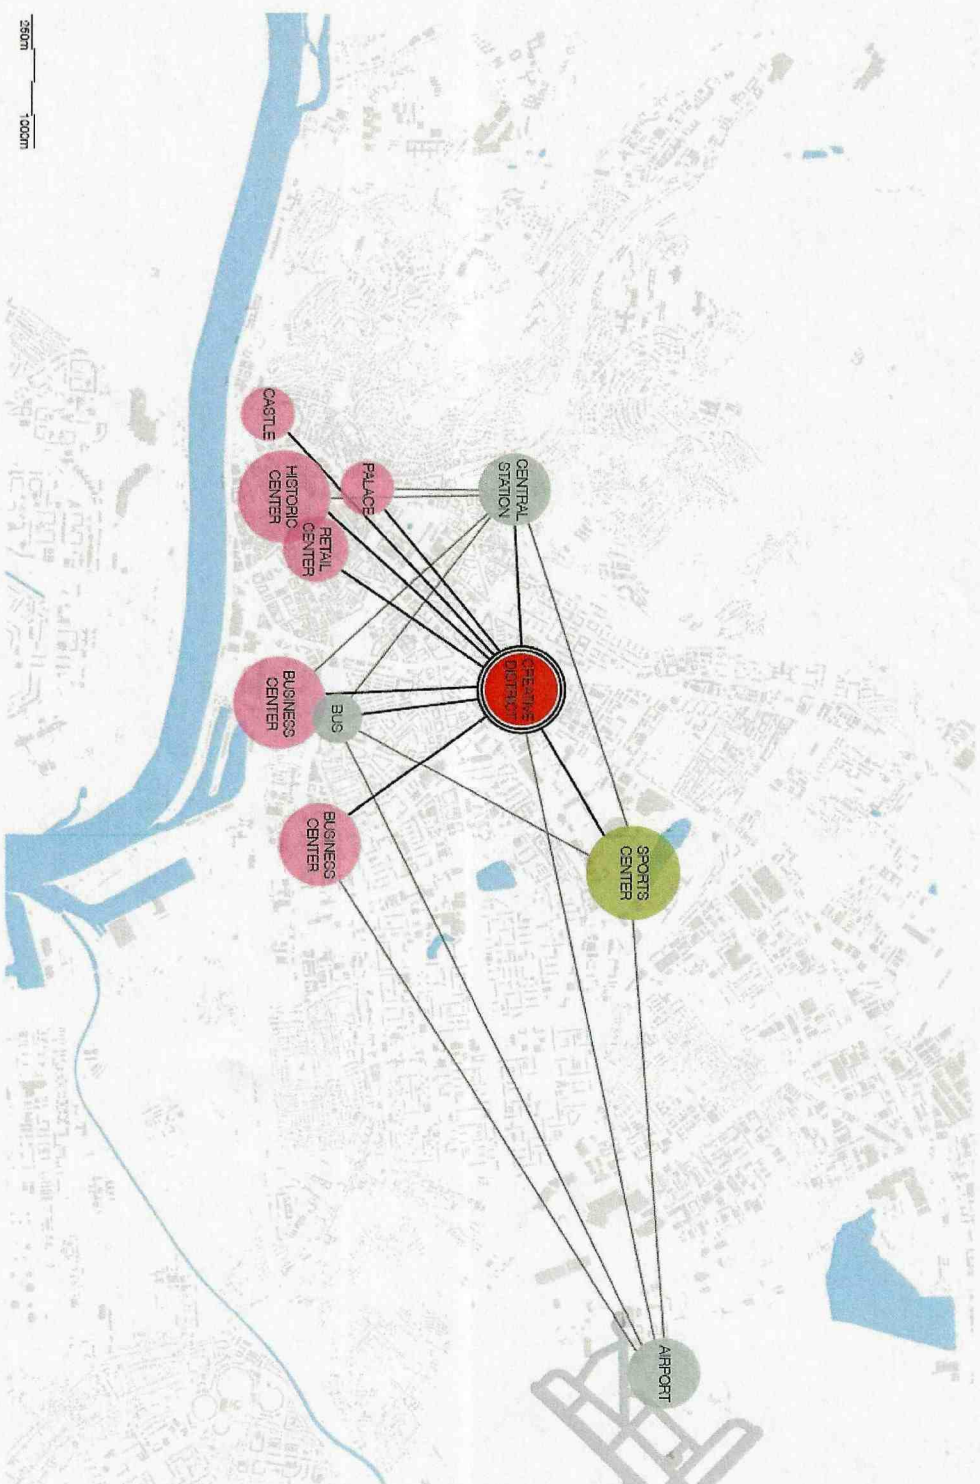 250m
1000m
CASTLE
HISTORIC
CENTER
PALACE
RETAIL
CENTER
CENTRAL
STATION
CREATIVE
DISTRICT
BUSINESS
CENTER
BUS
BUSINESS
CENTER
SPORTS
CENTER
AIRPORT